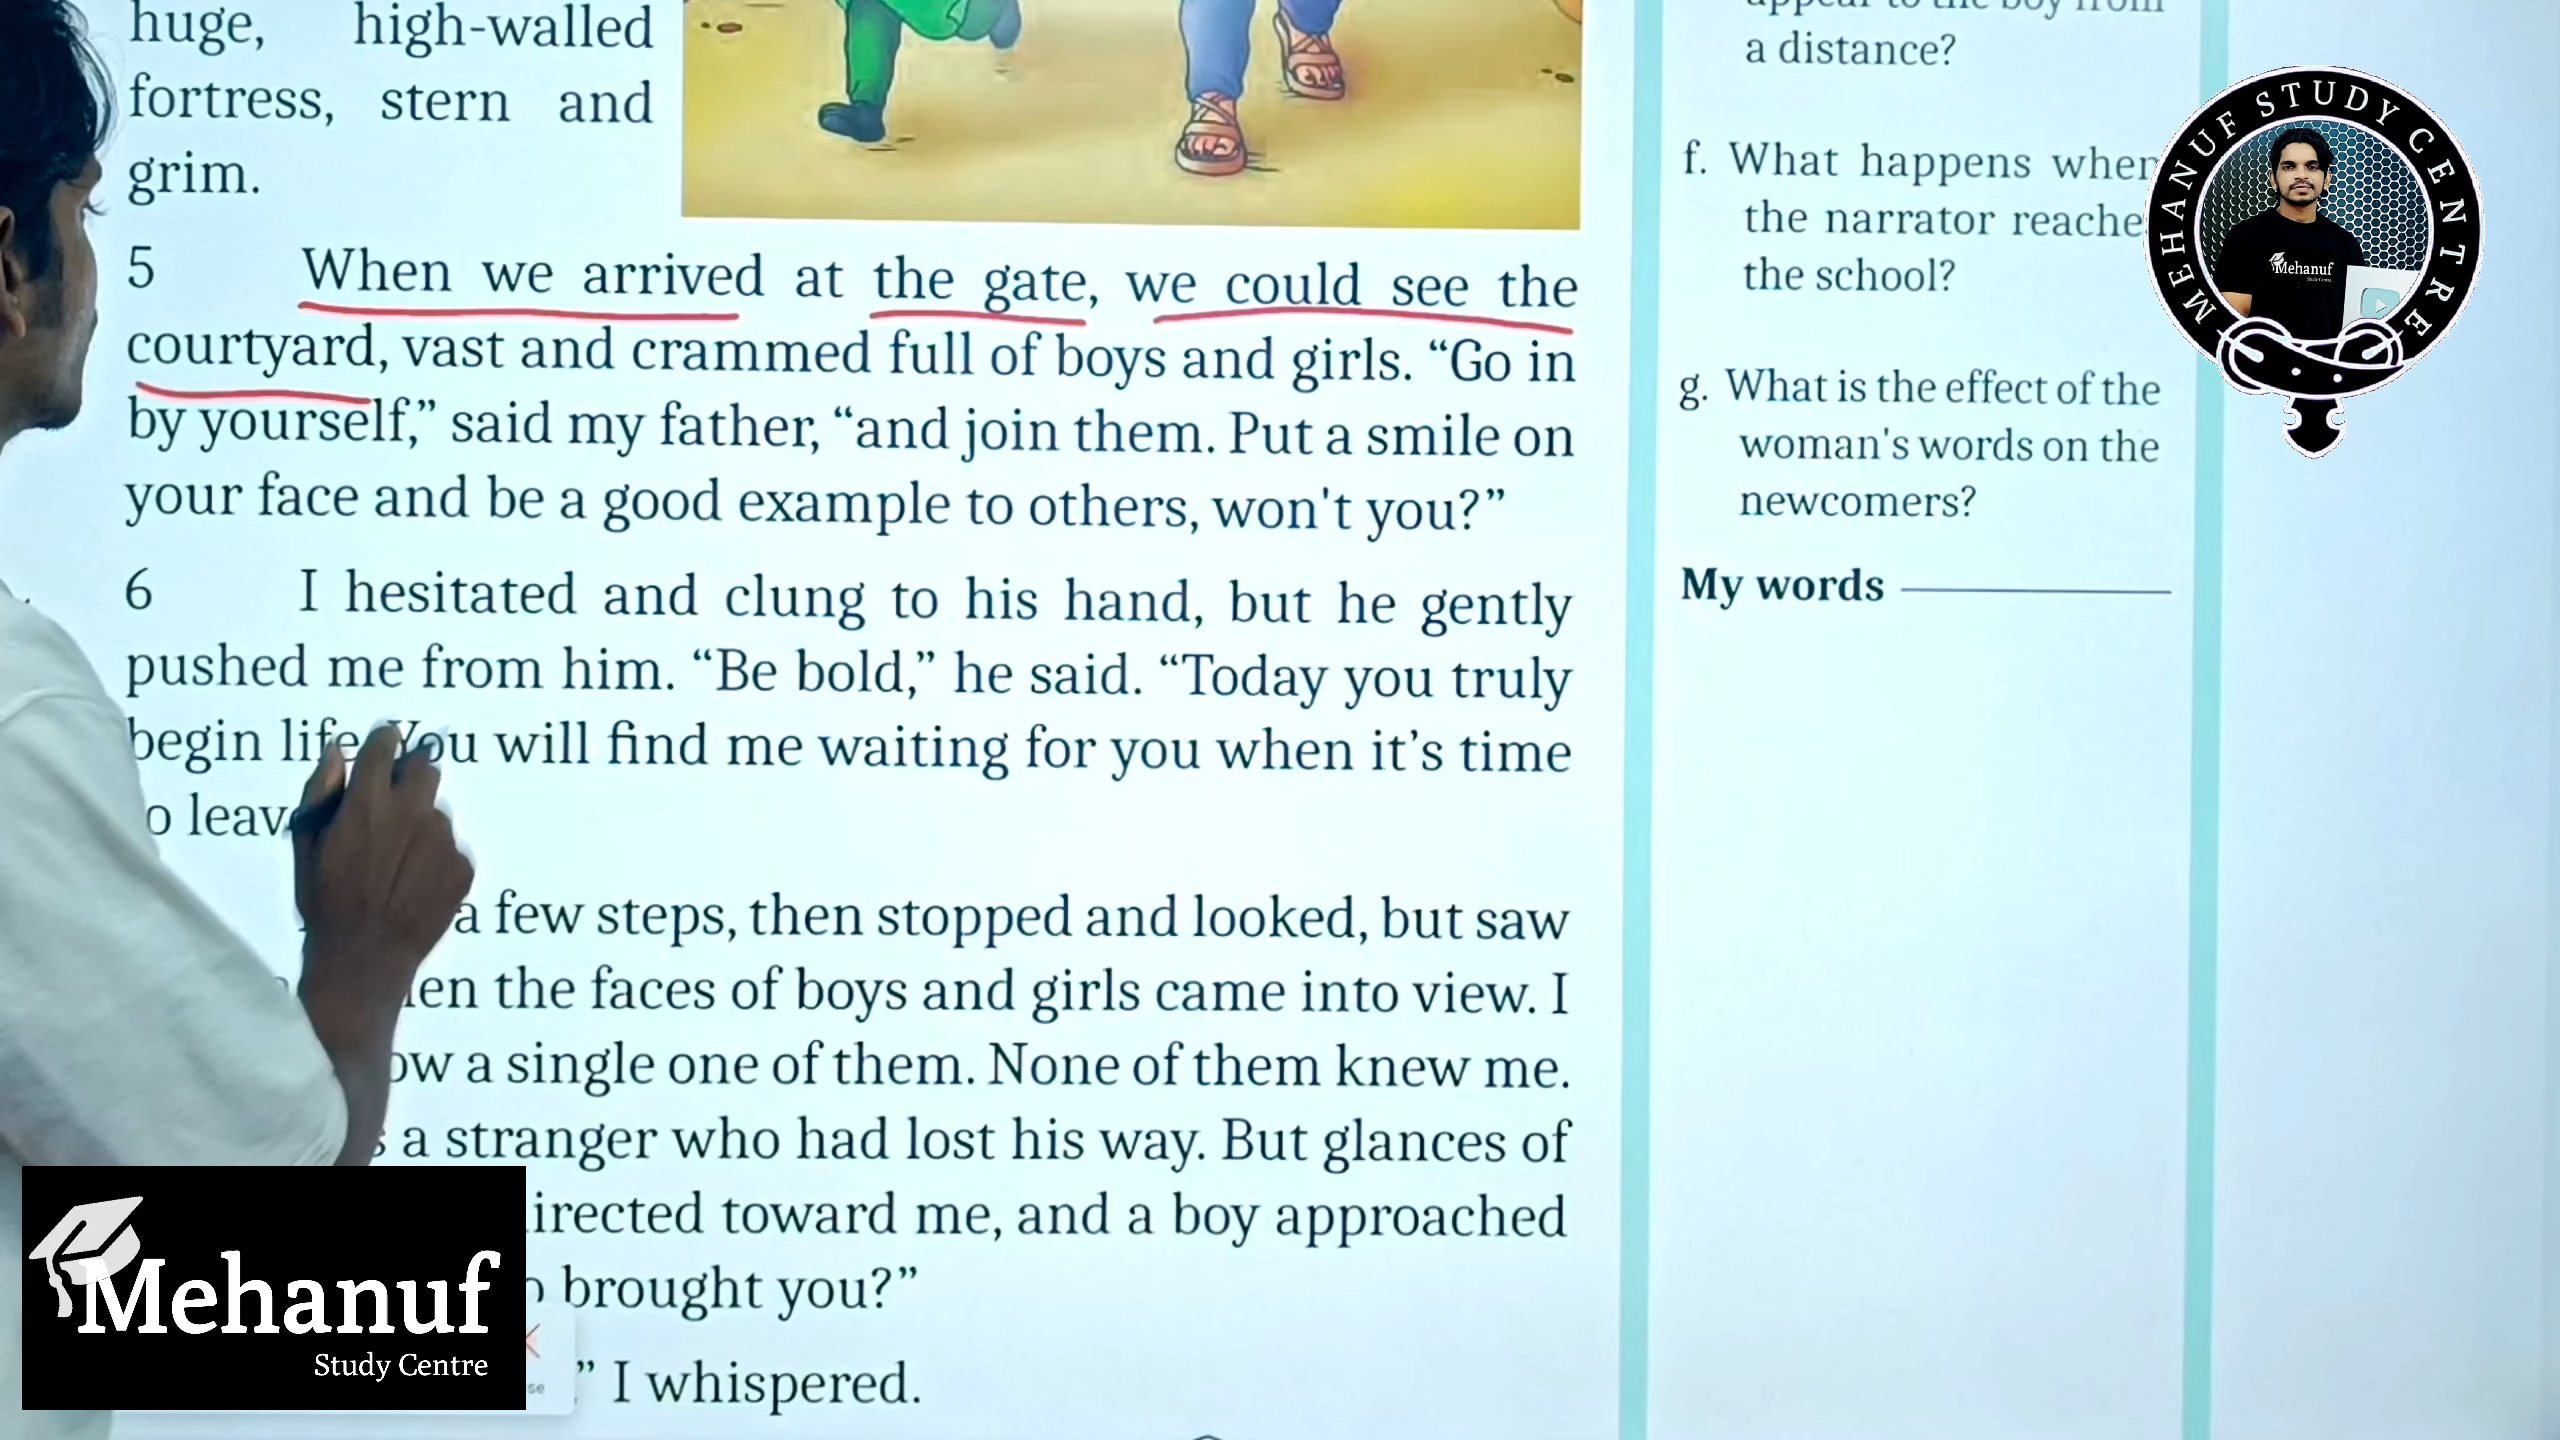 huge, high-walled
fortress, stern and
grim.
5 When we arrived at the gate, we could see the
courtyard, vast and crammed full of boys and girls. “Go in
by yourself,” said my father, “and join them. Put a smile on
your face and be a good example to others, won't you?”
6 I hesitated and clung to his hand, but he gently
pushed me from him. “Be bold,” he said. “Today you truly
begin life. You will find me waiting for you when it’s time
a few steps, then stopped and looked, but saw
the faces of boys and girls came into view. I
a single one of them. None of them knew me.
a stranger who had lost his way. But glances of
toward me, and a boy approached
brought you?”
” I whispered.
appear to the boy from
a distance?
f. What happens when
the narrator
the school?
g. What is the effect of the
woman's words on the
newcomers?
My words
MEHANUF STUDY CENTRE
Mehanuf
Study Centre
Mehanuf
Study Centre